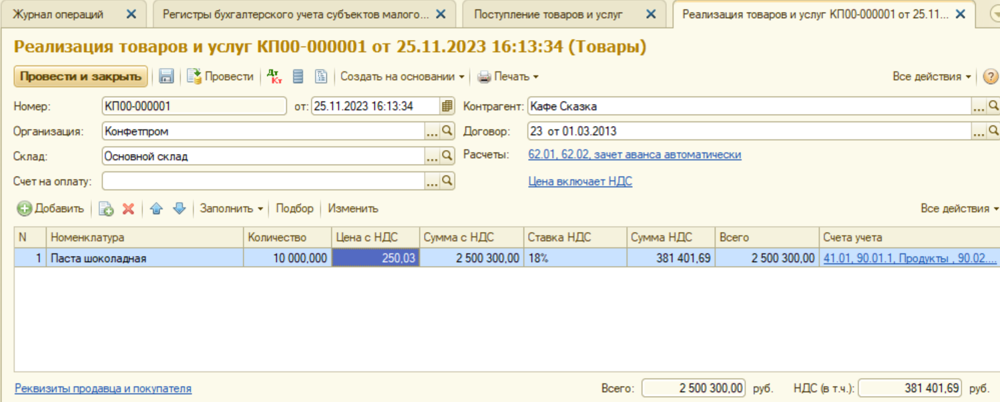 Журнал операций Регистры бухгалтерского учета субъектов малого... Поступление товаров и услуг Реализация товаров и услуг КП00-000001 от 25.11...
Реализация товаров и услуг КП00-000001 от 25.11.2023 16:13:34 (Товары)
Провести и закрыть Провести Дт Кт Создать на основании Печать Все действия ?
Номер: КП00-000001 от: 25.11.2023 16:13:34 Контрагент: Кафе Сказка ...
Организация: Конфетпром ... Договор: 23 от 01.03.2013 ...
Склад: Основной склад ... Расчеты: 62.01, 62.02, зачет аванса автоматически
Счет на оплату: ... Цена включает НДС
Добавить Заполнить Подбор Изменить Все действия
N Номенклатура Количество Цена с НДС Сумма с НДС Ставка НДС Сумма НДС Всего Счета учета
1 Паста шоколадная 10 000,000 250,03 2 500 300,00 18% 381 401,69 2 500 300,00 41.01, 90.01.1, Продукты , 90.02....
Реквизиты продавца и покупателя Всего: 2 500 300,00 руб. НДС (в т.ч.): 381 401,69 руб.